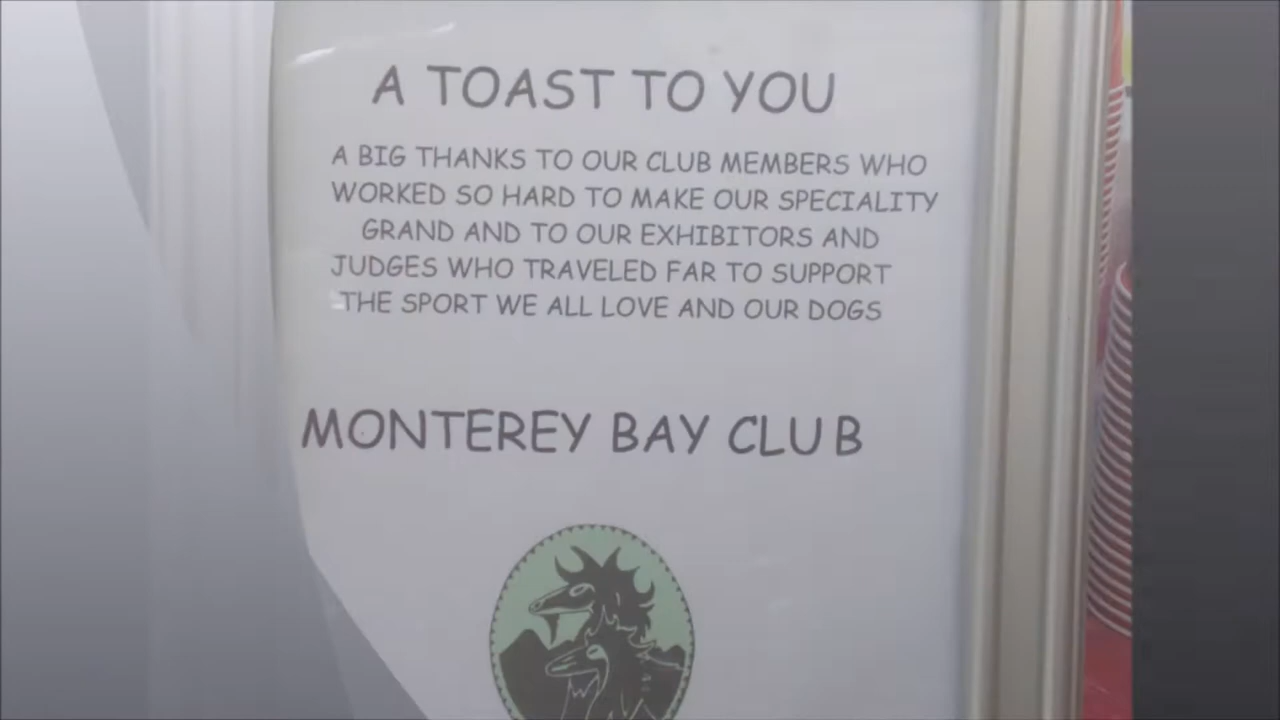 A TOAST TO YOU
A BIG THANKS TO OUR CLUB MEMBERS WHO
WORKED SO HARD TO MAKE OUR SPECIALITY
GRAND AND TO OUR EXHIBITORS AND
JUDGES WHO TRAVELED FAR TO SUPPORT
THE SPORT WE ALL LOVE AND OUR DOGS
MONTEREY BAY CLUB